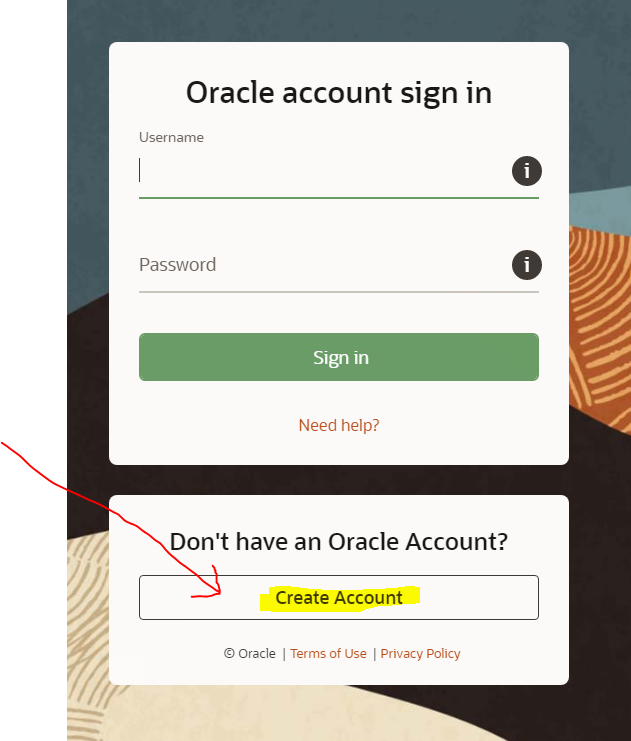 Oracle account sign in
Username
i
Password
i
Sign in
Need help?
Don't have an Oracle Account?
Create Account
© Oracle | Terms of Use | Privacy Policy